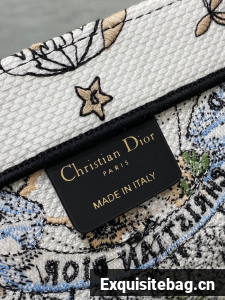 Christian Dior
PARIS
MADE IN ITALY
Exquisitebag.cn